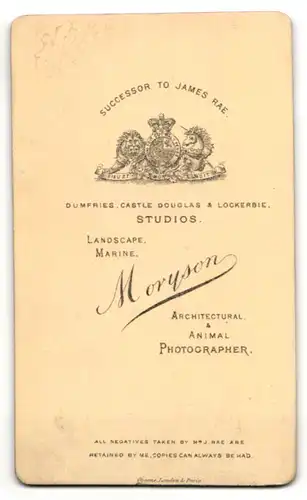 SUCCESSOR TO JAMES RAE.
DUMFRIES, CASTLE DOUGLAS & LOCKERBIE,
STUDIOS.
LANDSCAPE,
MARINE,
Moryson
ARCHITECTURAL
&
ANIMAL
PHOTOGRAPHER.
ALL NEGATIVES TAKEN BY MR J. RAE ARE
RETAINED BY ME, COPIES CAN ALWAYS BE HAD.